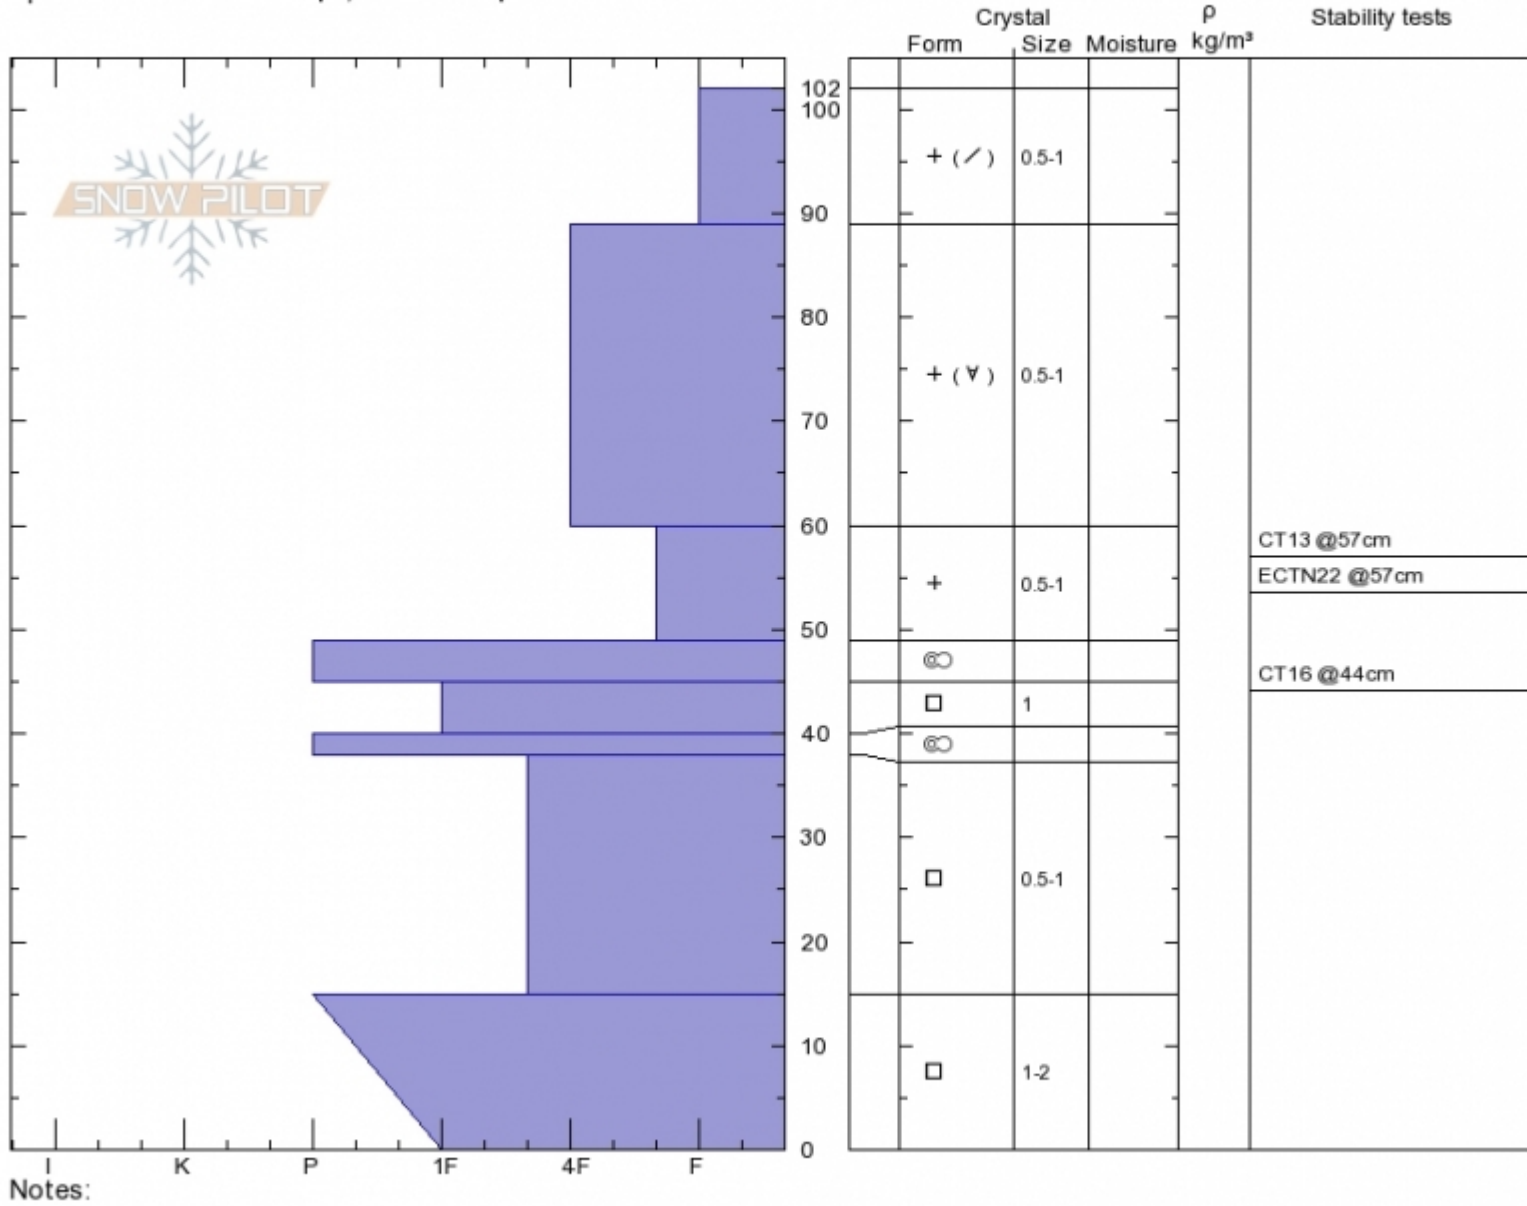 Crystal
ρ
Stability tests
Form
Size
Moisture
kg/m³
102
100
SNOW PILOT
+ (∕) 0.5-1
90
80
+ (∀) 0.5-1
70
60
CT13 @57cm
ECTN22 @57cm
+ 0.5-1
50
CT16 @44cm
1
40
30
0.5-1
20
10
1-2
0
I K P 1F 4F F
Notes: